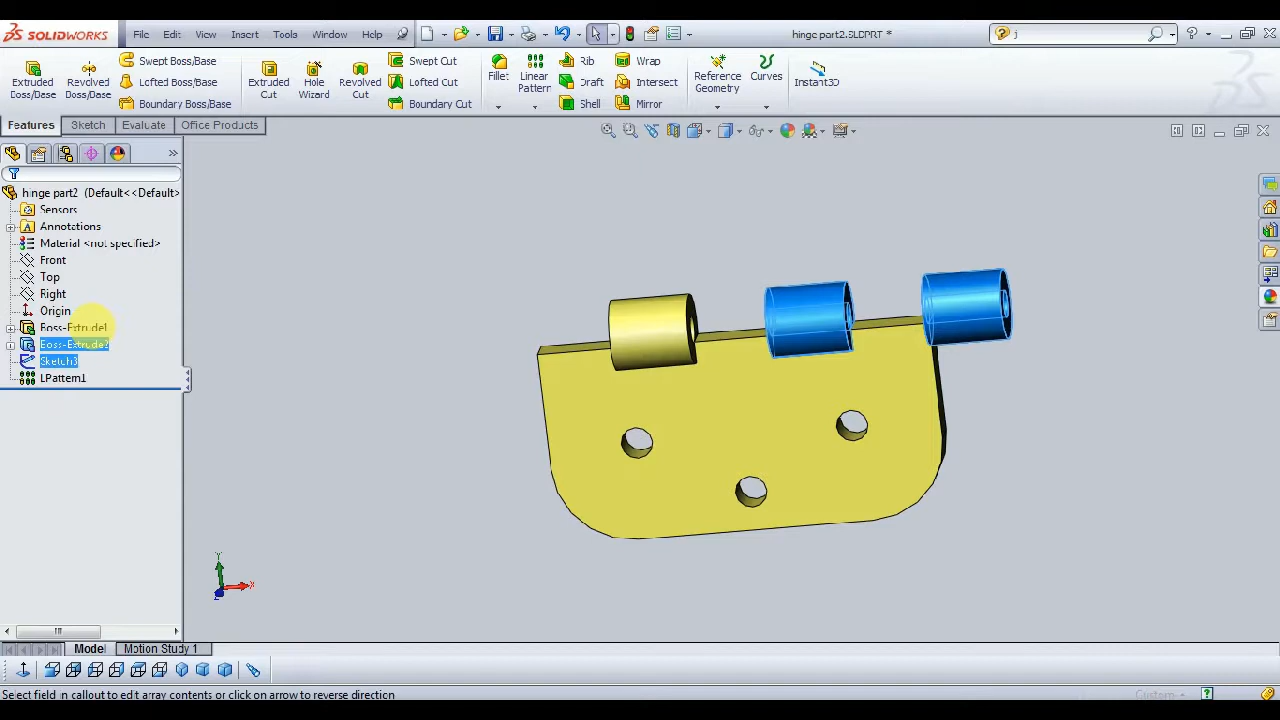 SOLIDWORKS File Edit View Insert Tools Window Help hinge part2.SLDPRT * j
Extruded Boss/Base
Revolved Boss/Base
Swept Boss/Base
Lofted Boss/Base
Boundary Boss/Base
Extruded Cut
Hole Wizard
Revolved Cut
Swept Cut
Lofted Cut
Boundary Cut
Fillet
Linear Pattern
Rib
Draft
Shell
Wrap
Intersect
Mirror
Reference Geometry
Curves
Instant3D
Features Sketch Evaluate Office Products
hinge part2 (Default<<Default>
Sensors
Annotations
Material <not specified>
Front
Top
Right
Origin
Boss-Extrude1
Boss-Extrude2
Sketch3
LPattern1
Y
X
Z
Model Motion Study 1
Select field in callout to edit array contents or click on arrow to reverse direction Custom